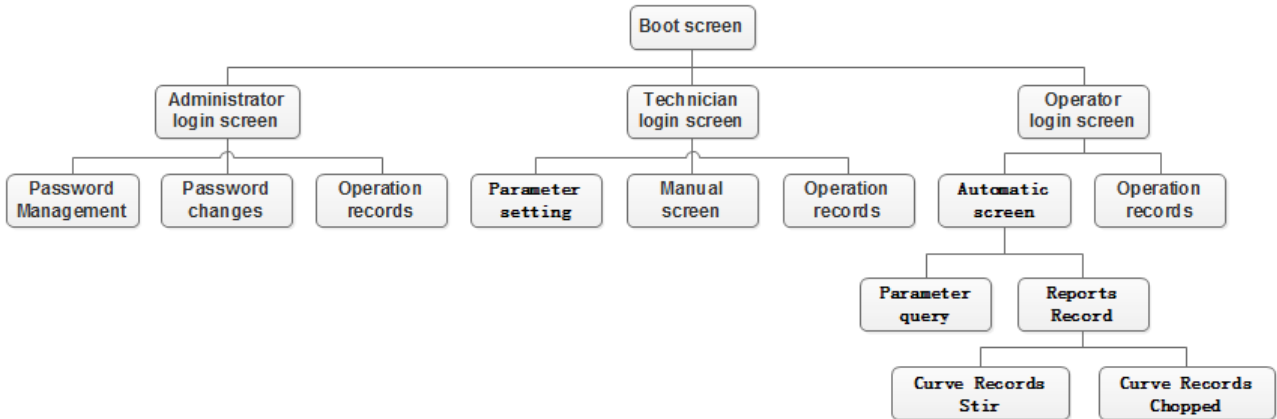 Boot screen
Administrator
login screen
Technician
login screen
Operator
login screen
Password
Management
Password
changes
Operation
records
Parameter
setting
Manual
screen
Operation
records
Automatic
screen
Operation
records
Parameter
query
Reports
Record
Curve Records
Stir
Curve Records
Chopped